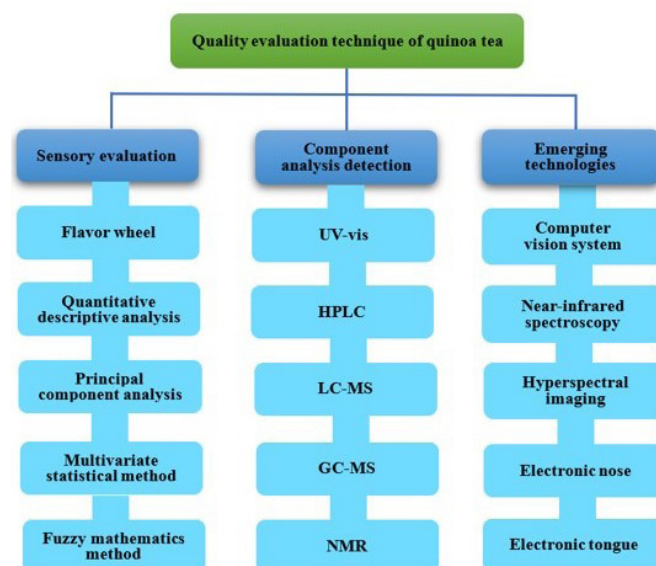 Quality evaluation technique of quinoa tea
Sensory evaluation
Flavor wheel
Quantitative
descriptive analysis
Principal
component analysis
Multivariate
statistical method
Fuzzy mathematics
method
Component
analysis detection
UV-vis
HPLC
LC-MS
GC-MS
NMR
Emerging
technologies
Computer
vision system
Near-infrared
spectroscopy
Hyperspectral
imaging
Electronic nose
Electronic tongue